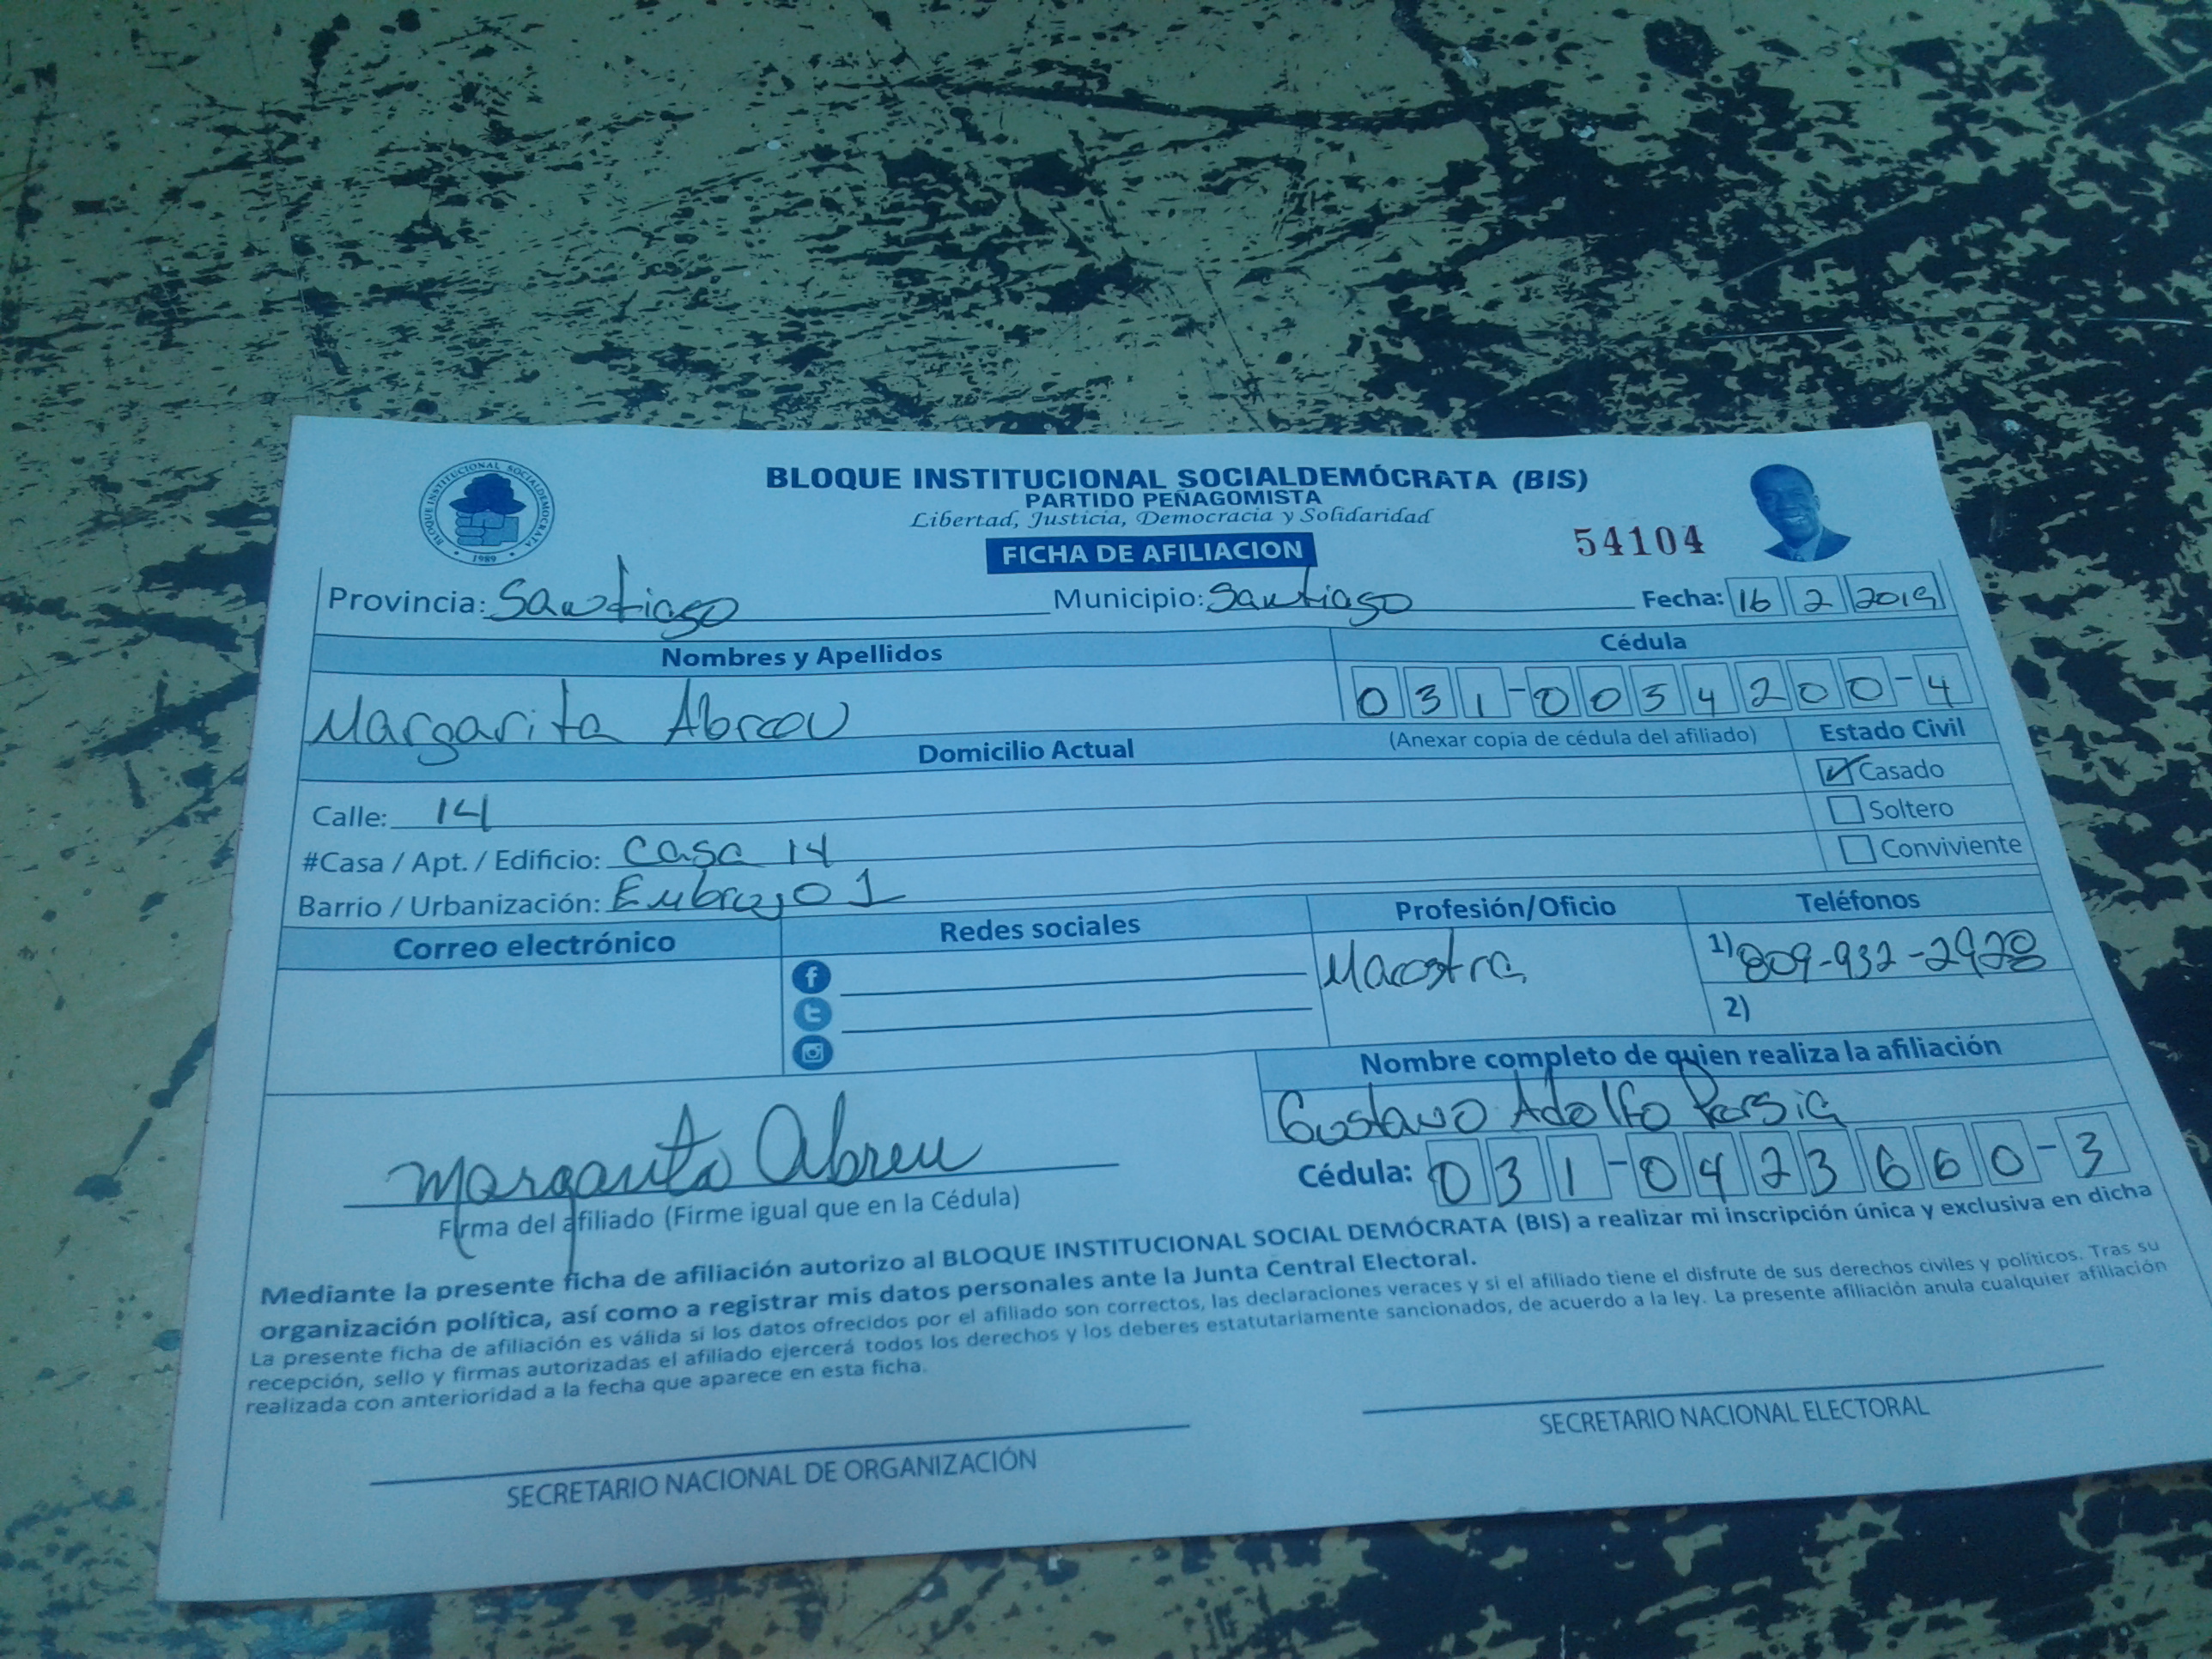 BLOQUE INSTITUCIONAL SOCIALDEMÓCRATA • 1989 •
BLOQUE INSTITUCIONAL SOCIALDEMÓCRATA (BIS)
PARTIDO PEÑAGOMISTA
Libertad, Justicia, Democracia y Solidaridad
FICHA DE AFILIACION
54104
Provincia: Santiago Municipio: Santiago Fecha: 16 2 2019
Nombres y Apellidos Cédula
Margarita Abreu 031-0054200-4
Domicilio Actual (Anexar copia de cédula del afiliado) Estado Civil
Casado
Calle: 14 Soltero
#Casa / Apt. / Edificio: Casa 14 Conviviente
Barrio / Urbanización: Embrajo 1
Correo electrónico Redes sociales Profesión/Oficio Teléfonos
Maestra 1) 809-932-2928
2)
Nombre completo de quien realiza la afiliación
Gustavo Adolfo Persia
Margarita Abreu Cédula: 031-0423660-3
Firma del afiliado (Firme igual que en la Cédula)
Mediante la presente ficha de afiliación autorizo al BLOQUE INSTITUCIONAL SOCIAL DEMÓCRATA (BIS) a realizar mi inscripción única y exclusiva en dicha
organización política, así como a registrar mis datos personales ante la Junta Central Electoral.
La presente ficha de afiliación es válida si los datos ofrecidos por el afiliado son correctos, las declaraciones veraces y si el afiliado tiene el disfrute de sus derechos civiles y políticos. Tras su
recepción, sello y firmas autorizadas el afiliado ejercerá todos los derechos y los deberes estatutariamente sancionados, de acuerdo a la ley. La presente afiliación anula cualquier afiliación
realizada con anterioridad a la fecha que aparece en esta ficha.
SECRETARIO NACIONAL DE ORGANIZACIÓN SECRETARIO NACIONAL ELECTORAL